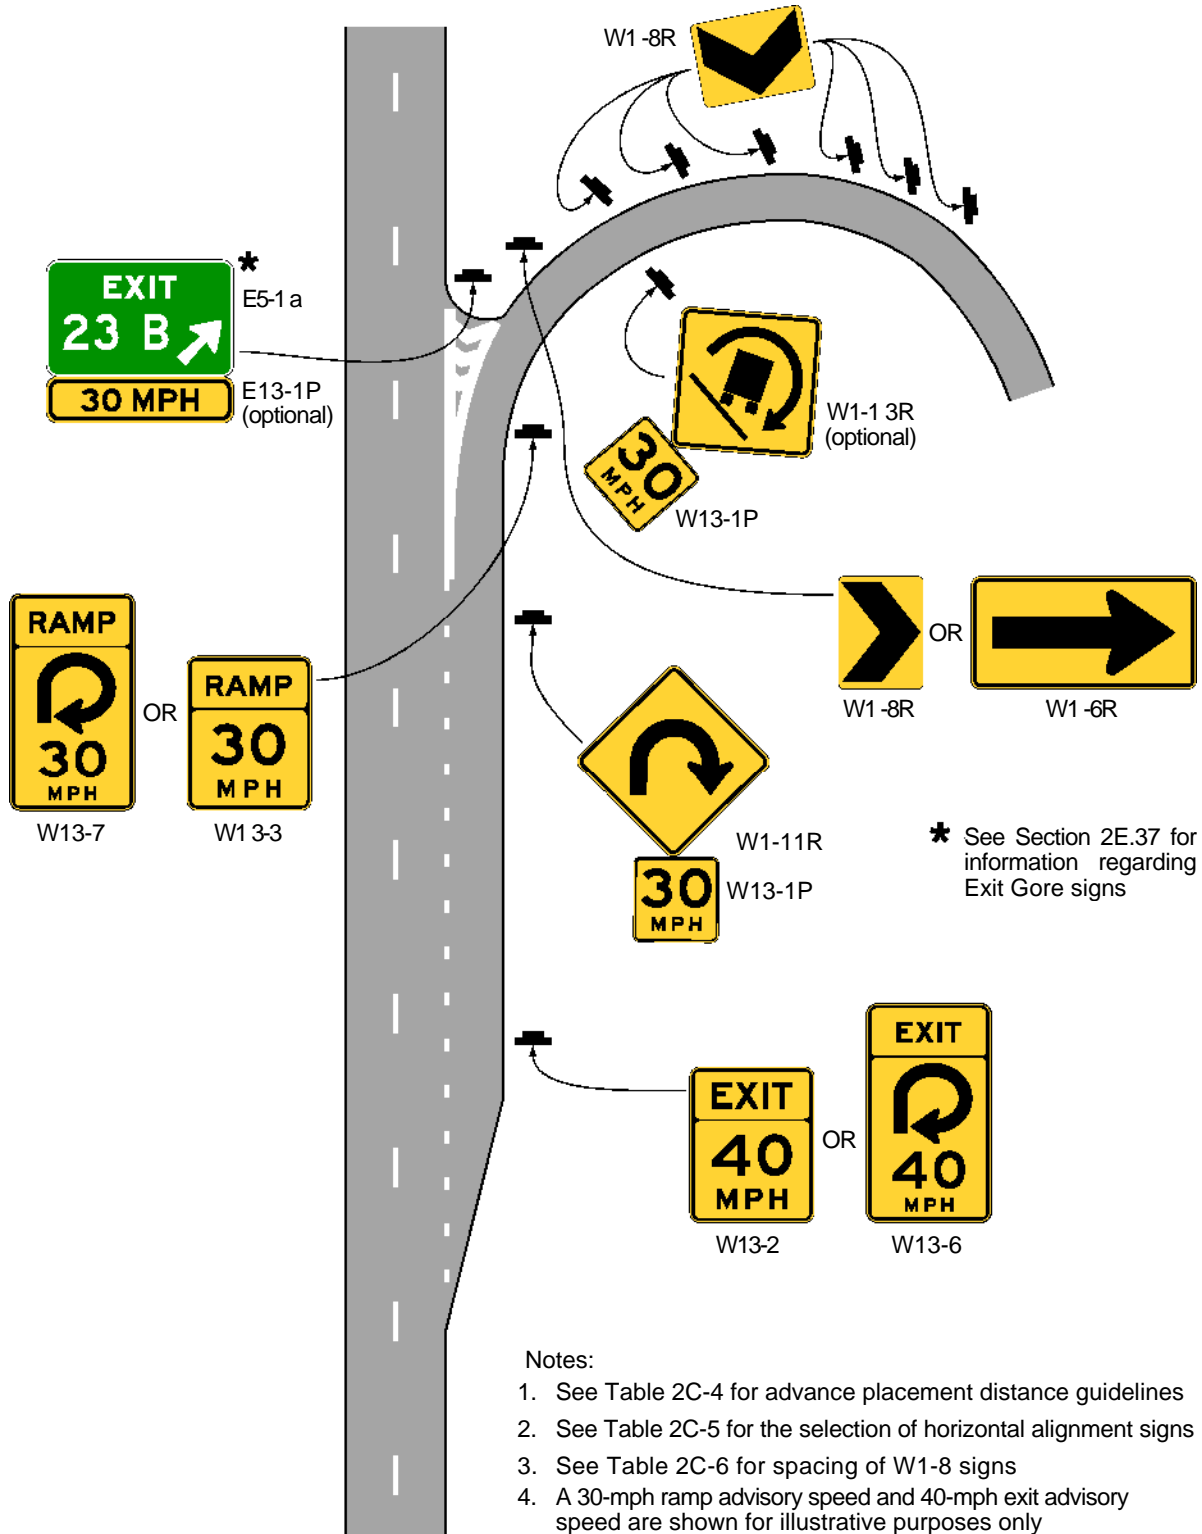 W1-8R
EXIT
23 B
*
E5-1a
30 MPH
E13-1P
(optional)
W1-13R
(optional)
30
MPH
W13-1P
RAMP
30
MPH
W13-7
OR
RAMP
30
MPH
W13-3
W1-8R
OR
W1-6R
W1-11R
30
MPH
W13-1P
* See Section 2E.37 for
information regarding
Exit Gore signs
EXIT
40
MPH
W13-2
OR
EXIT
40
MPH
W13-6
Notes:
1. See Table 2C-4 for advance placement distance guidelines
2. See Table 2C-5 for the selection of horizontal alignment signs
3. See Table 2C-6 for spacing of W1-8 signs
4. A 30-mph ramp advisory speed and 40-mph exit advisory
speed are shown for illustrative purposes only